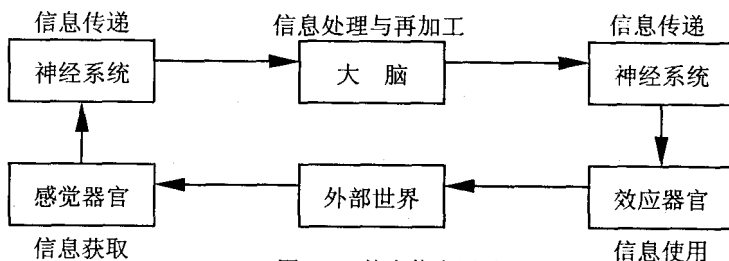 信息传递
信息处理与再加工
信息传递
神经系统
大 脑
神经系统
感觉器官
外部世界
效应器官
信息获取
信息使用